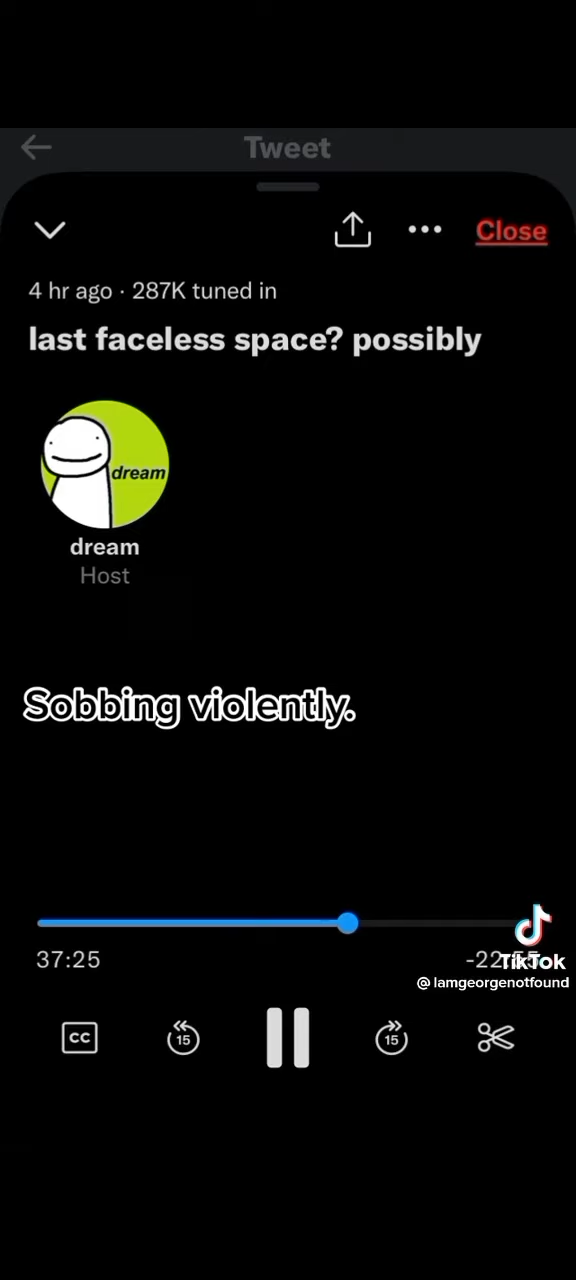 Tweet
Close
4 hr ago · 287K tuned in
last faceless space? possibly
dream
dream
Host
Sobbing violently.
37:25
TikTok
@ lamgeorgenotfound
CC
15
15